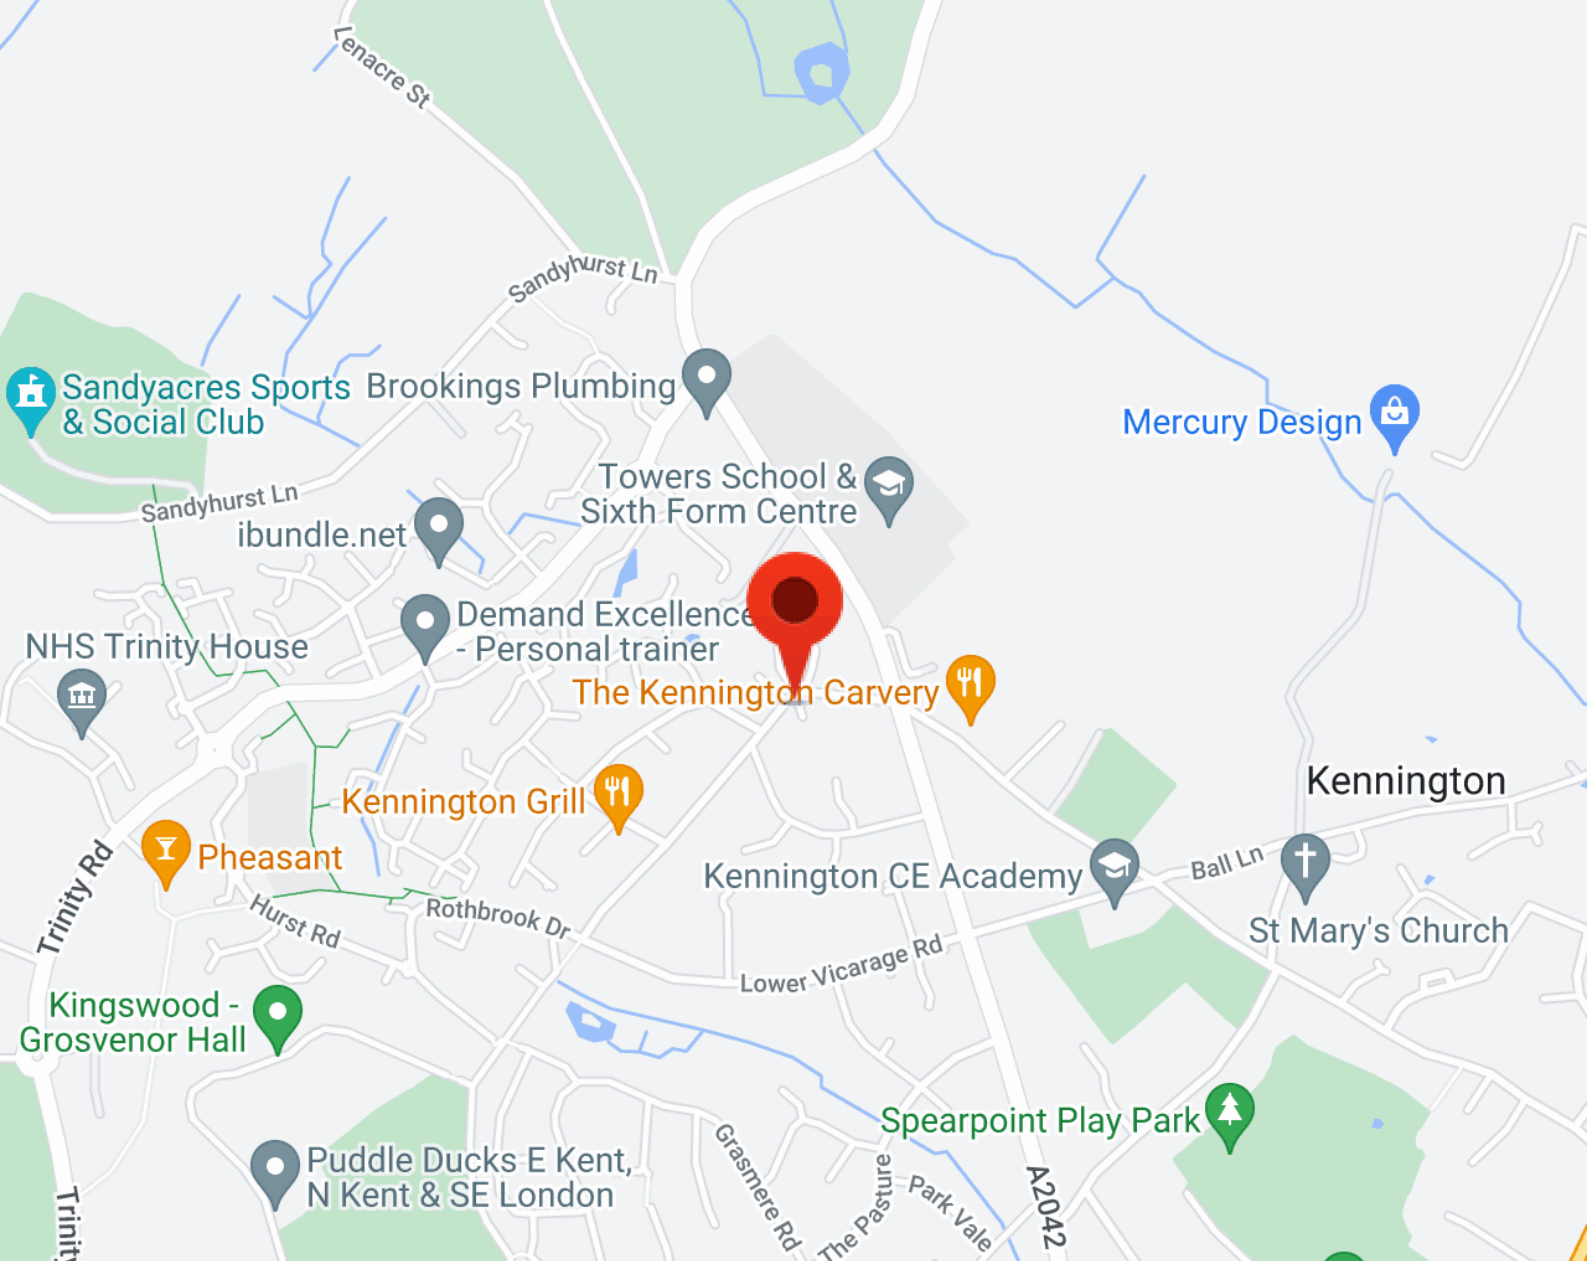 Lenacre St
Sandyhurst Ln
Sandyacres Sports
& Social Club
Brookings Plumbing
Mercury Design
Towers School &
Sixth Form Centre
Sandyhurst Ln
ibundle.net
Demand Excellence
- Personal trainer
NHS Trinity House
The Kennington Carvery
Kennington
Kennington Grill
Pheasant
Trinity Rd
Kennington CE Academy
Ball Ln
St Mary's Church
Hurst Rd
Rothbrook Dr
Lower Vicarage Rd
Kingswood -
Grosvenor Hall
Spearpoint Play Park
Puddle Ducks E Kent,
N Kent & SE London
Grasmere Rd
The Pasture
Park Vale
A2042
Trinity